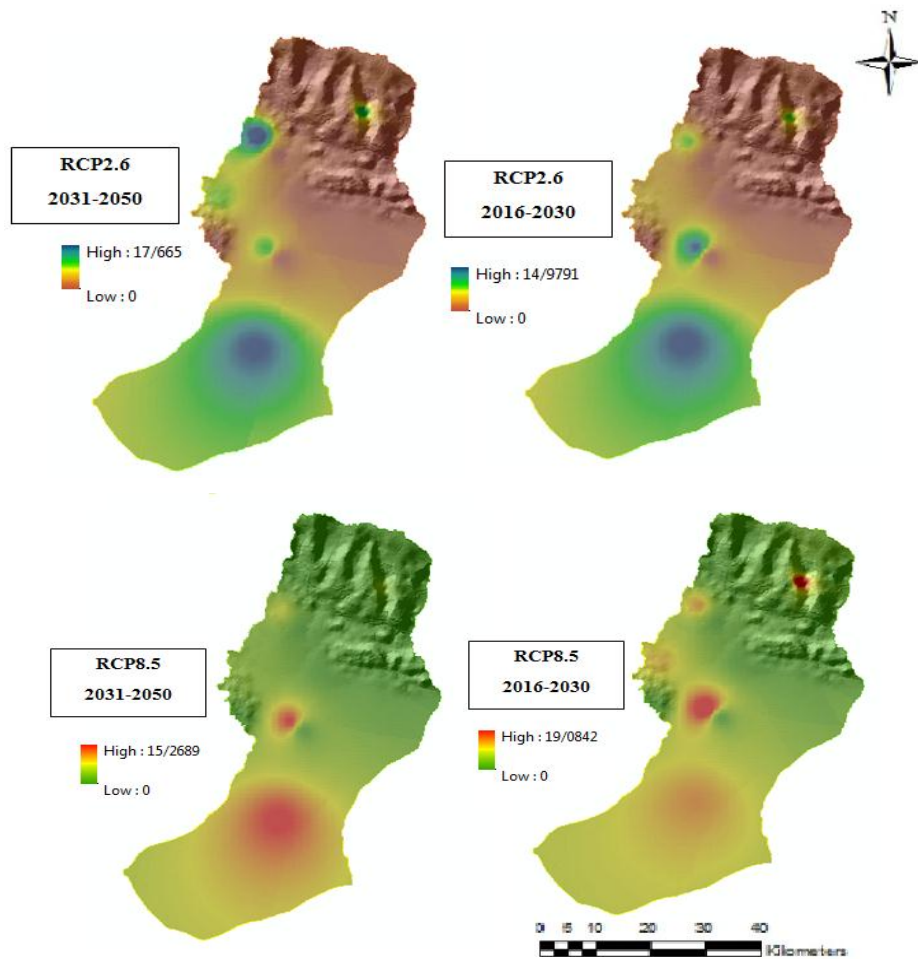 N
RCP2.6
2031-2050
High : 17/665
Low : 0
RCP2.6
2016-2030
High : 14/9791
Low : 0
RCP8.5
2031-2050
High : 15/2689
Low : 0
RCP8.5
2016-2030
High : 19/0842
Low : 0
0 5 10 20 30 40
Kilometers